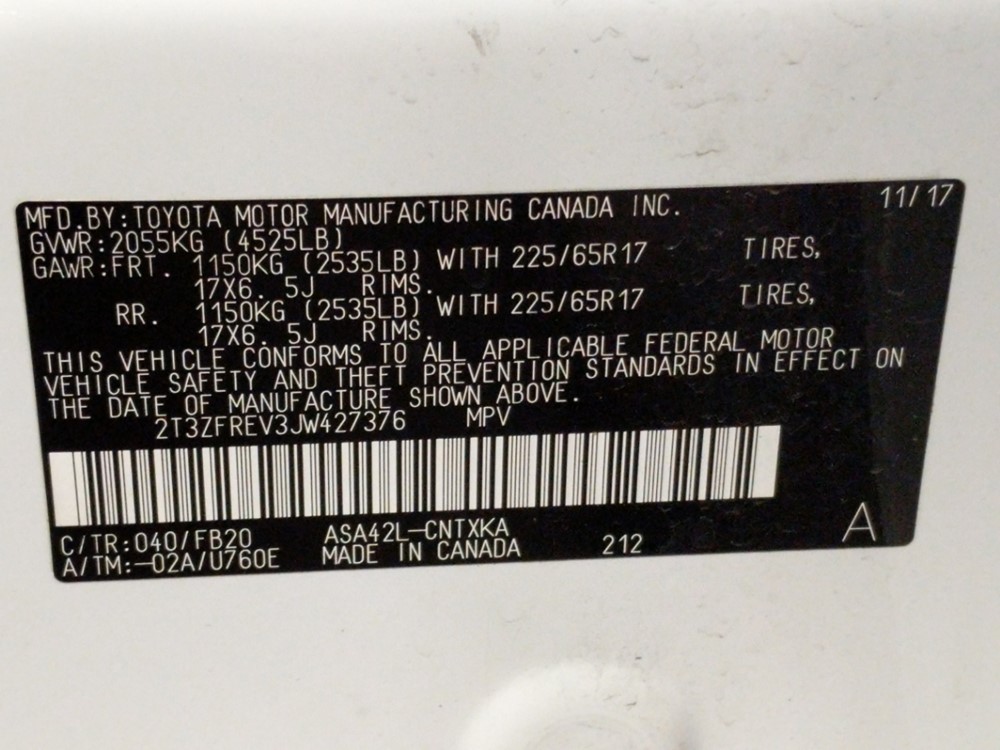 MFD.BY:TOYOTA MOTOR MANUFACTURING CANADA INC. 11/17
GVWR:2055KG (4525LB)
GAWR:FRT. 1150KG (2535LB) WITH 225/65R17 TIRES,
17X6.5J RIMS.
RR. 1150KG (2535LB) WITH 225/65R17 TIRES,
17X6.5J RIMS.
THIS VEHICLE CONFORMS TO ALL APPLICABLE FEDERAL MOTOR
VEHICLE SAFETY AND THEFT PREVENTION STANDARDS IN EFFECT ON
THE DATE OF MANUFACTURE SHOWN ABOVE.
2T3ZFREV3JW427376 MPV
C/TR:040/FB20 ASA42L-CNTXKA A
A/TM:-02A/U760E MADE IN CANADA 212